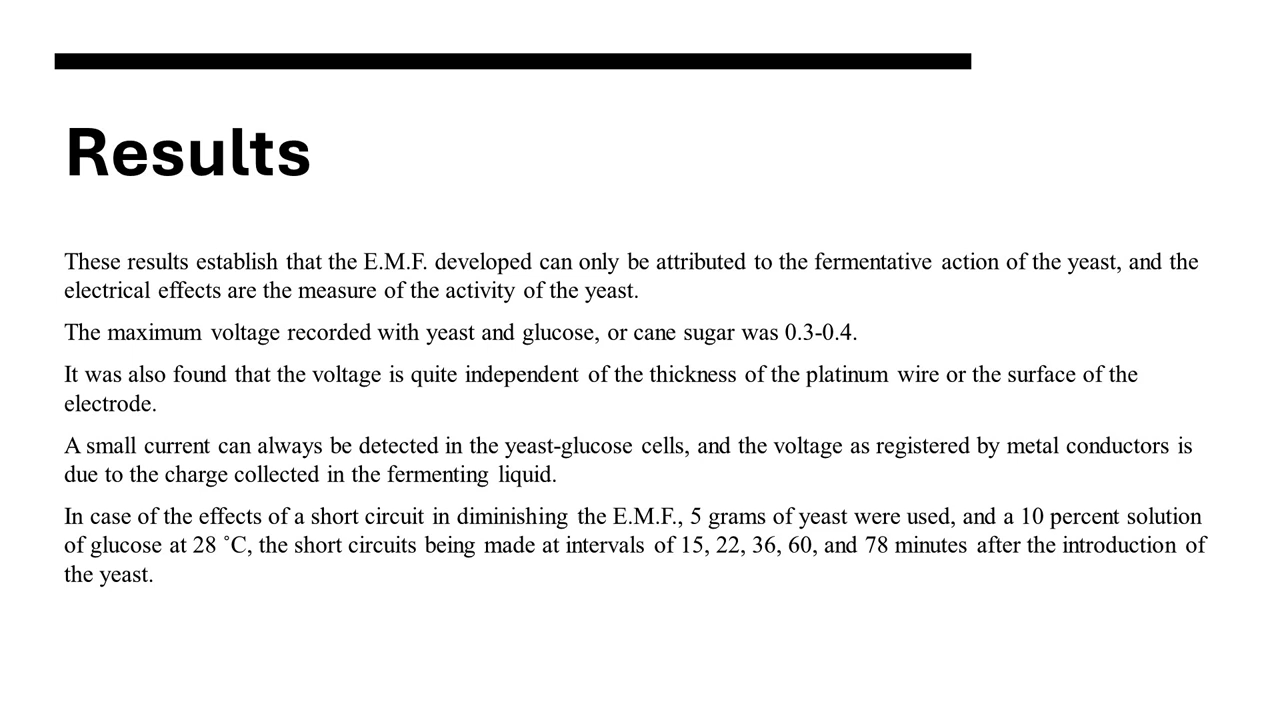 Results
These results establish that the E.M.F. developed can only be attributed to the fermentative action of the yeast, and the
electrical effects are the measure of the activity of the yeast.
The maximum voltage recorded with yeast and glucose, or cane sugar was 0.3-0.4.
It was also found that the voltage is quite independent of the thickness of the platinum wire or the surface of the
electrode.
A small current can always be detected in the yeast-glucose cells, and the voltage as registered by metal conductors is
due to the charge collected in the fermenting liquid.
In case of the effects of a short circuit in diminishing the E.M.F., 5 grams of yeast were used, and a 10 percent solution
of glucose at 28 ˚C, the short circuits being made at intervals of 15, 22, 36, 60, and 78 minutes after the introduction of
the yeast.